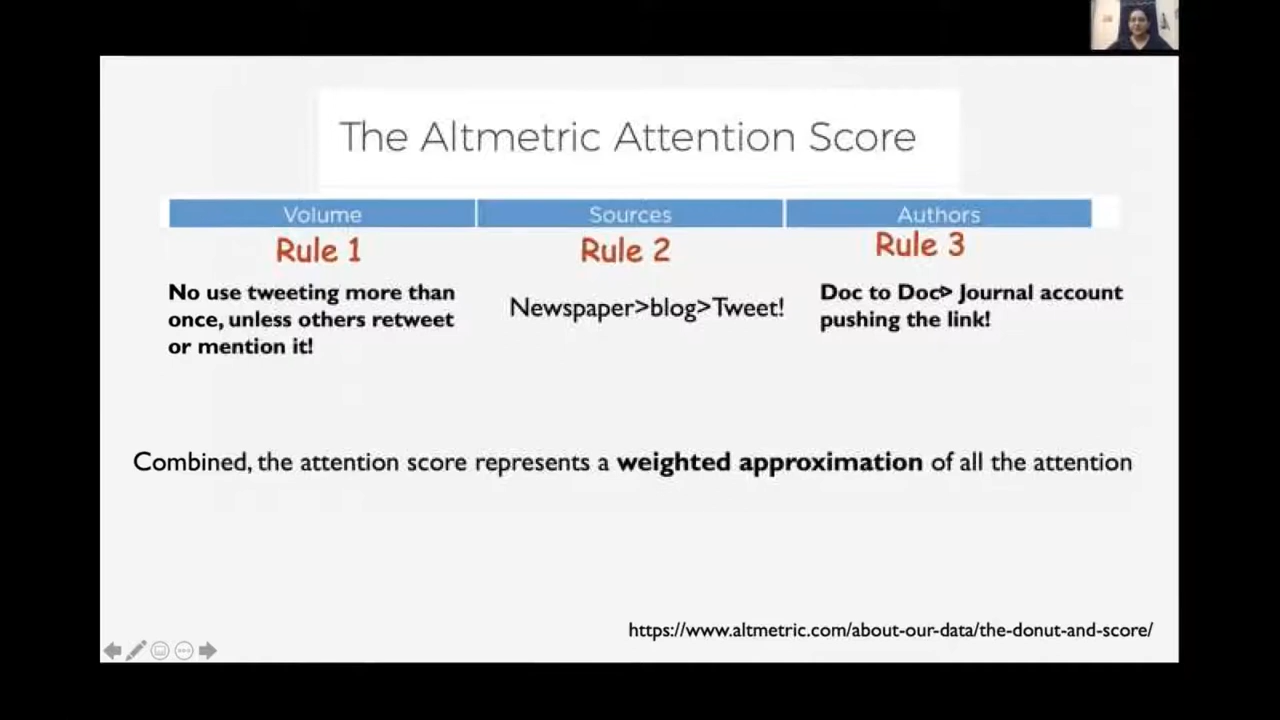 The Altmetric Attention Score
Volume
Sources
Authors
Rule 1
Rule 2
Rule 3
No use tweeting more than
once, unless others retweet
or mention it!
Newspaper>blog>Tweet!
Doc to Doc> Journal account
pushing the link!
Combined, the attention score represents a weighted approximation of all the attention
https://www.altmetric.com/about-our-data/the-donut-and-score/